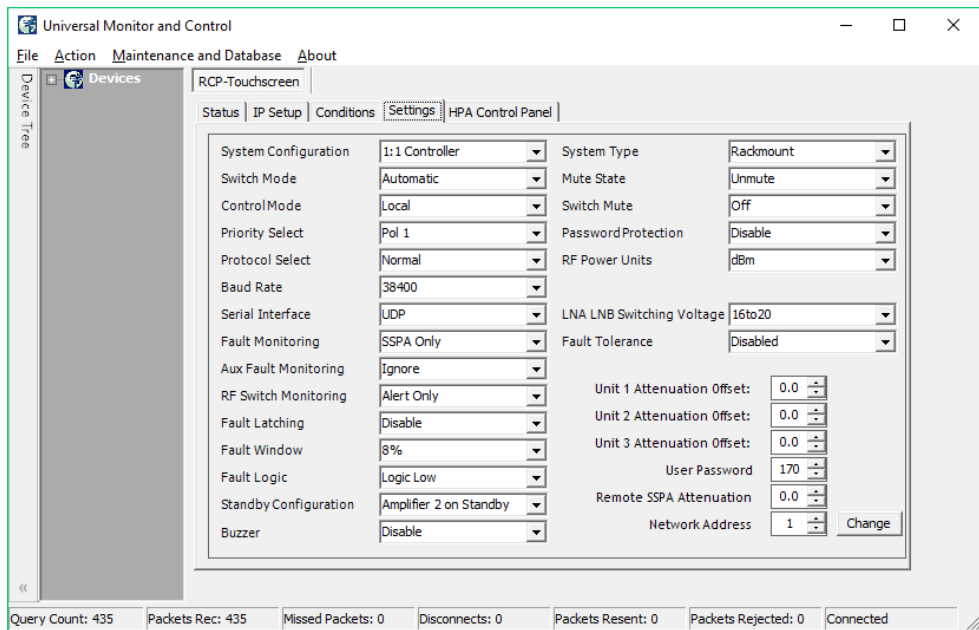 Universal Monitor and Control
File Action Maintenance and Database About
Device Tree
Devices
RCP-Touchscreen
Status IP Setup Conditions Settings HPA Control Panel
System Configuration 1:1 Controller System Type Rackmount
Switch Mode Automatic Mute State Unmute
Control Mode Local Switch Mute Off
Priority Select Pol 1 Password Protection Disable
Protocol Select Normal RF Power Units dBm
Baud Rate 38400
Serial Interface UDP LNA LNB Switching Voltage 16to20
Fault Monitoring SSPA Only Fault Tolerance Disabled
Aux Fault Monitoring Ignore
Unit 1 Attenuation Offset: 0.0
RF Switch Monitoring Alert Only
Unit 2 Attenuation Offset: 0.0
Fault Latching Disable
Unit 3 Attenuation Offset: 0.0
Fault Window 8%
User Password 170
Fault Logic Logic Low
Remote SSPA Attenuation 0.0
Standby Configuration Amplifier 2 on Standby
Network Address 1 Change
Buzzer Disable
«
Query Count: 435 Packets Rec: 435 Missed Packets: 0 Disconnects: 0 Packets Resent: 0 Packets Rejected: 0 Connected